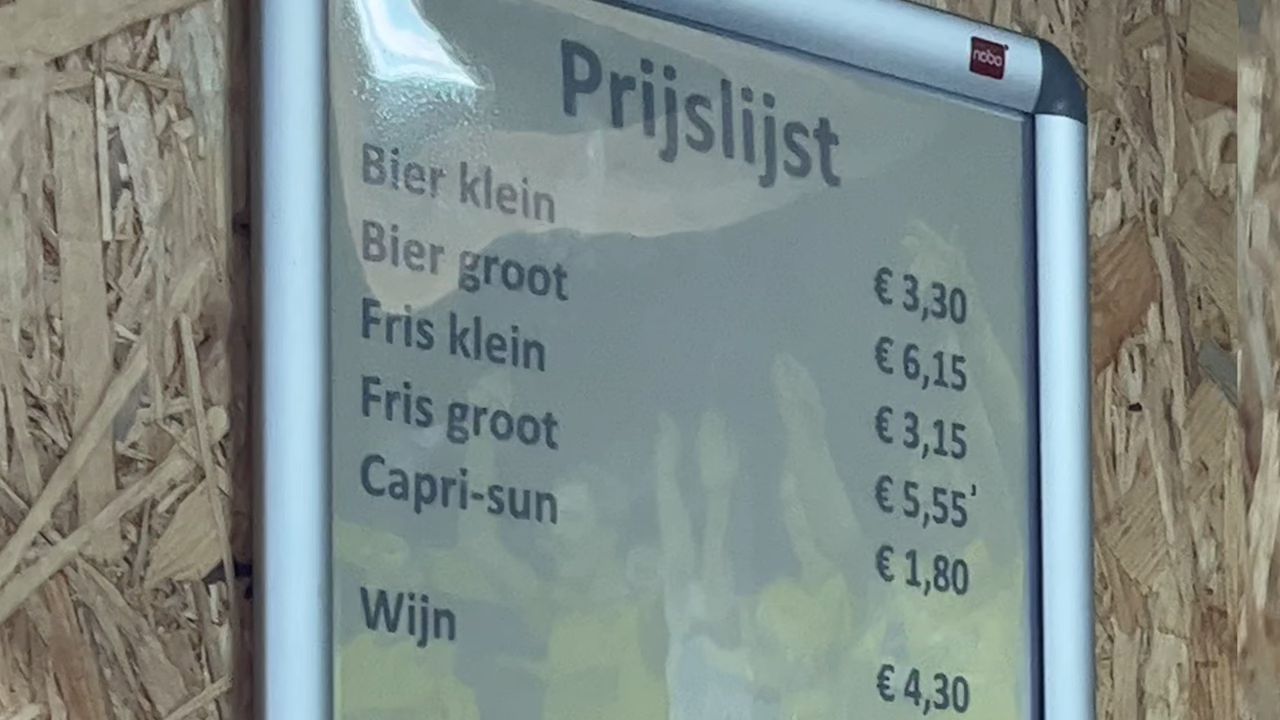 nobo
Prijslijst
Bier klein € 3,30
Bier groot € 6,15
Fris klein € 3,15
Fris groot € 5,55
Capri-sun € 1,80
Wijn € 4,30